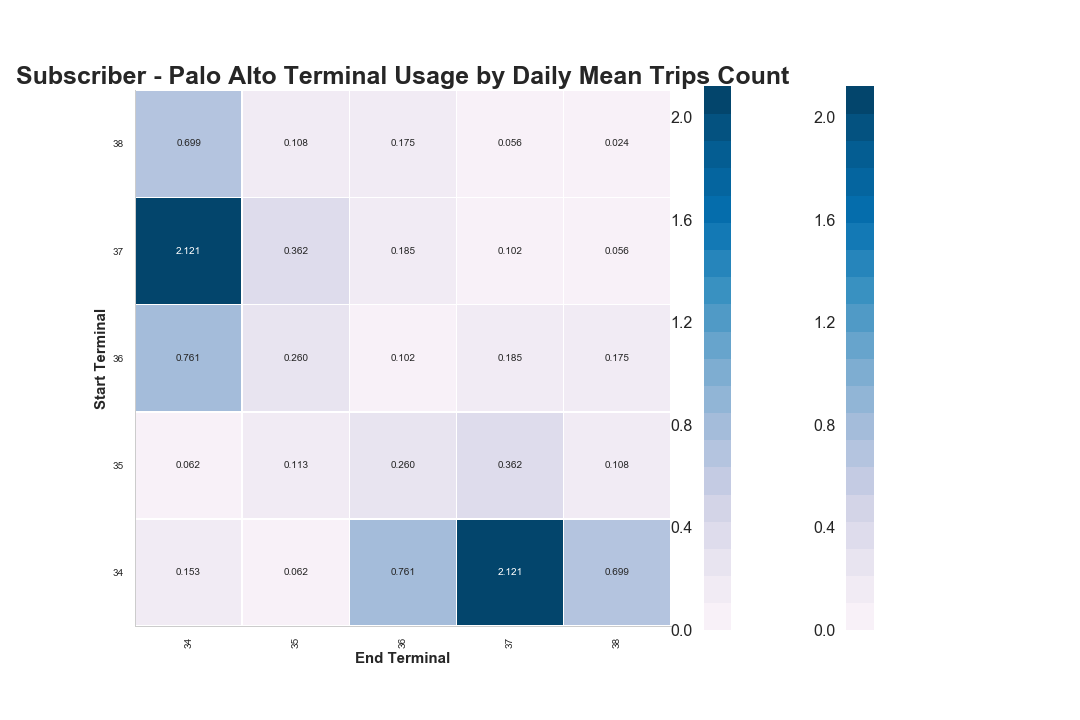 Subscriber - Palo Alto Terminal Usage by Daily Mean Trips Count
2.0 2.0
38 0.699 0.108 0.175 0.056 0.024
1.6 1.6
37 2.121 0.362 0.185 0.102 0.056
1.2 1.2
Start Terminal
36 0.761 0.260 0.102 0.185 0.175
0.8 0.8
35 0.062 0.113 0.260 0.362 0.108
0.4 0.4
34 0.153 0.062 0.761 2.121 0.699
0.0 0.0
34 35 36 37 38
End Terminal